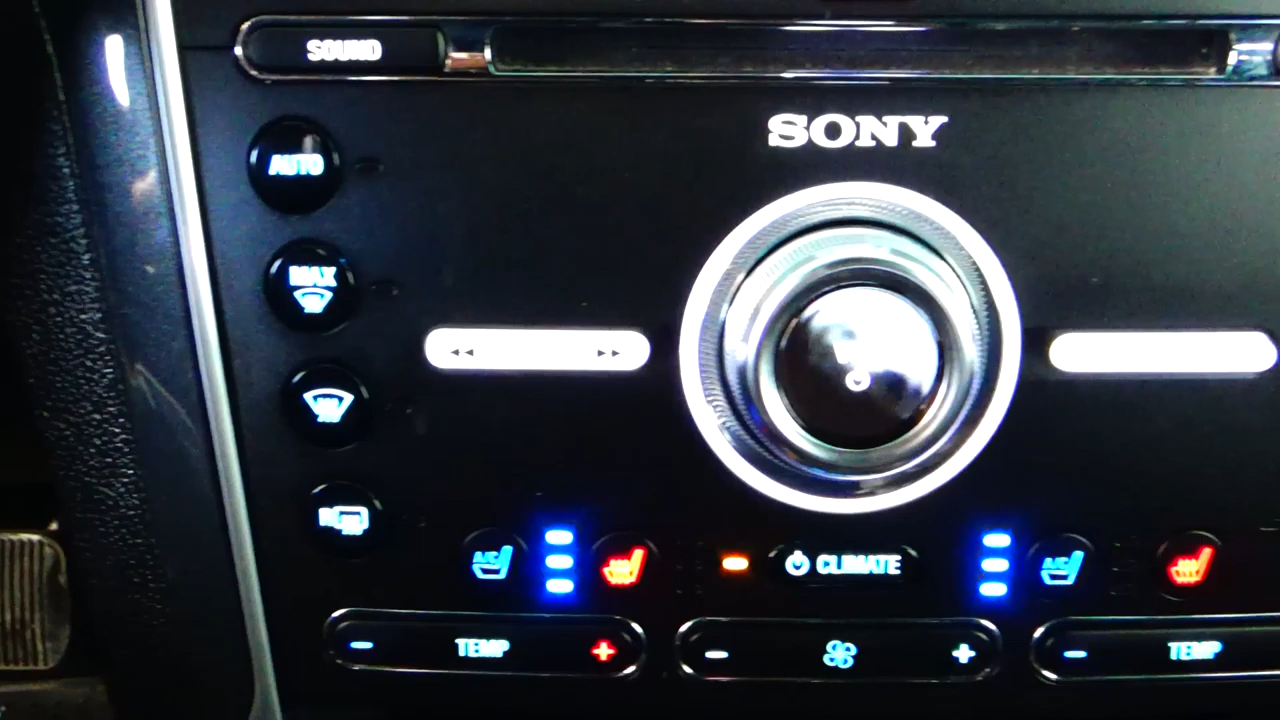 SOUND
SONY
AUTO
MAX
R
A/C
CLIMATE
A/C
- TEMP +
- +
- TEMP